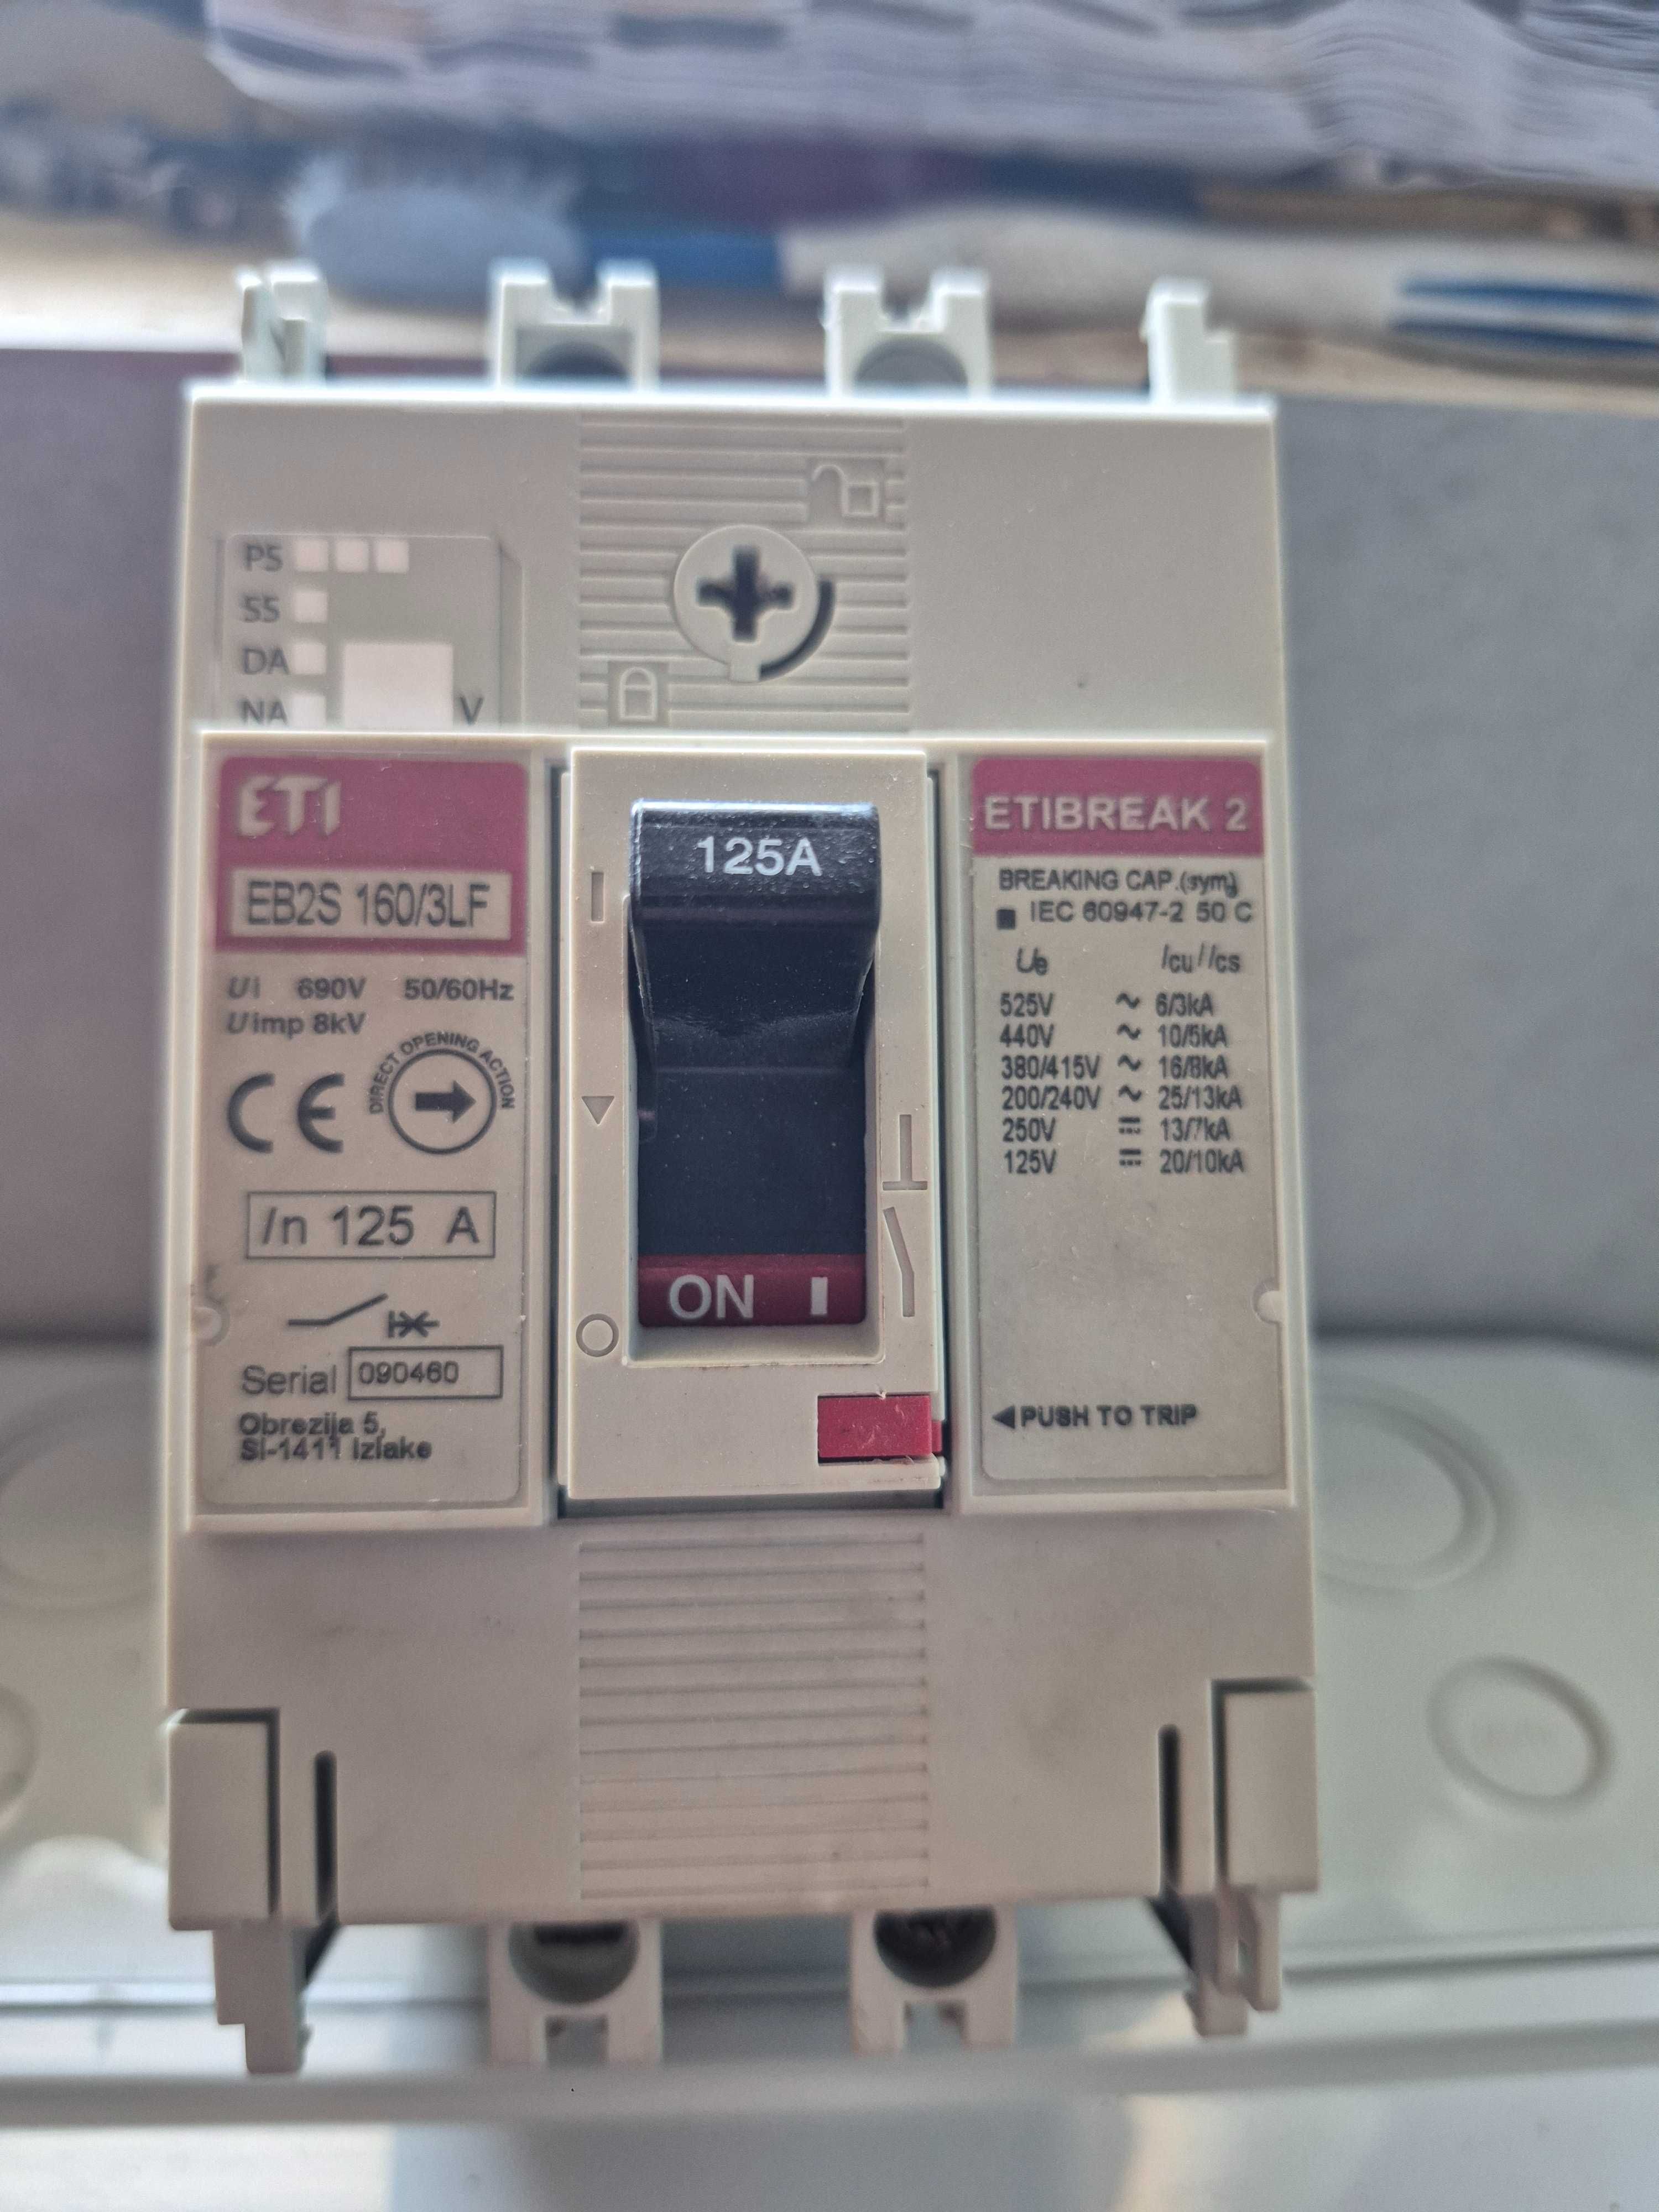 PS
SS
DA
NA V
ETI
EB2S 160/3LF
Ui 690V 50/60Hz
Uimp 8kV
CE
DIRECT OPENING ACTION
In 125 A
Serial 090460
Obrezija 5,
SI-1411 Izlake
125A
ON I
ETIBREAK 2
BREAKING CAP.(sym)
IEC 60947-2 50 C
Ue Icu/Ics
525V ~ 6/3kA
440V ~ 10/5kA
380/415V ~ 16/8kA
200/240V ~ 25/13kA
250V ⎓ 13/7kA
125V ⎓ 20/10kA
◀PUSH TO TRIP